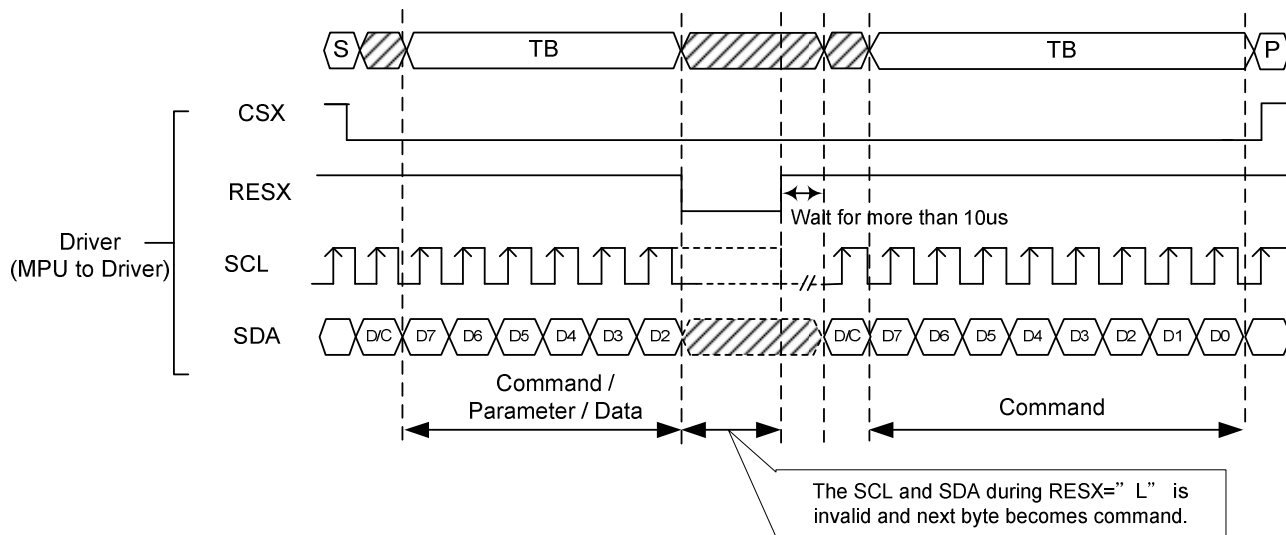 S TB TB P
CSX
RESX
Wait for more than 10us
Driver
(MPU to Driver)
SCL
//
SDA D/C D7 D6 D5 D4 D3 D2 D/C D7 D6 D5 D4 D3 D2 D1 D0
Command /
Parameter / Data
Command
The SCL and SDA during RESX=”L” is
invalid and next byte becomes command.